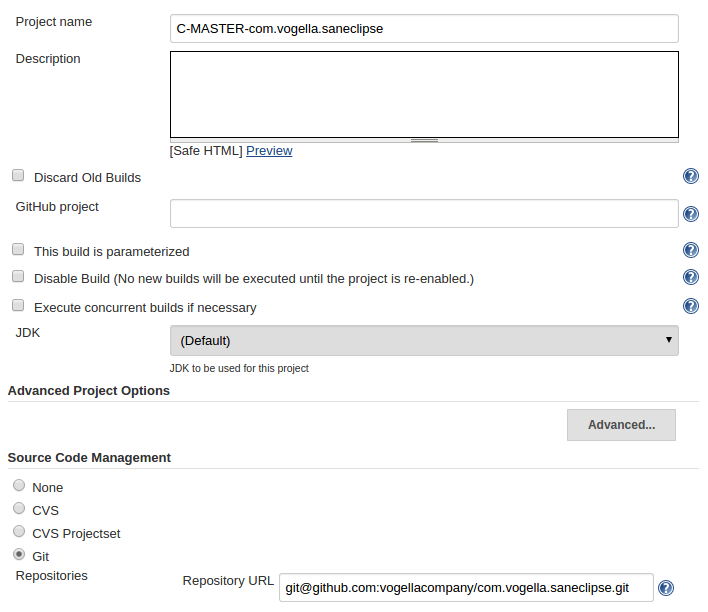 Project name C-MASTER-com.vogella.saneclipse
Description
[Safe HTML] Preview
Discard Old Builds
GitHub project
This build is parameterized
Disable Build (No new builds will be executed until the project is re-enabled.)
Execute concurrent builds if necessary
JDK (Default)
JDK to be used for this project
Advanced Project Options
Advanced...
Source Code Management
None
CVS
CVS Projectset
Git
Repositories Repository URL git@github.com:vogellacompany/com.vogella.saneclipse.git